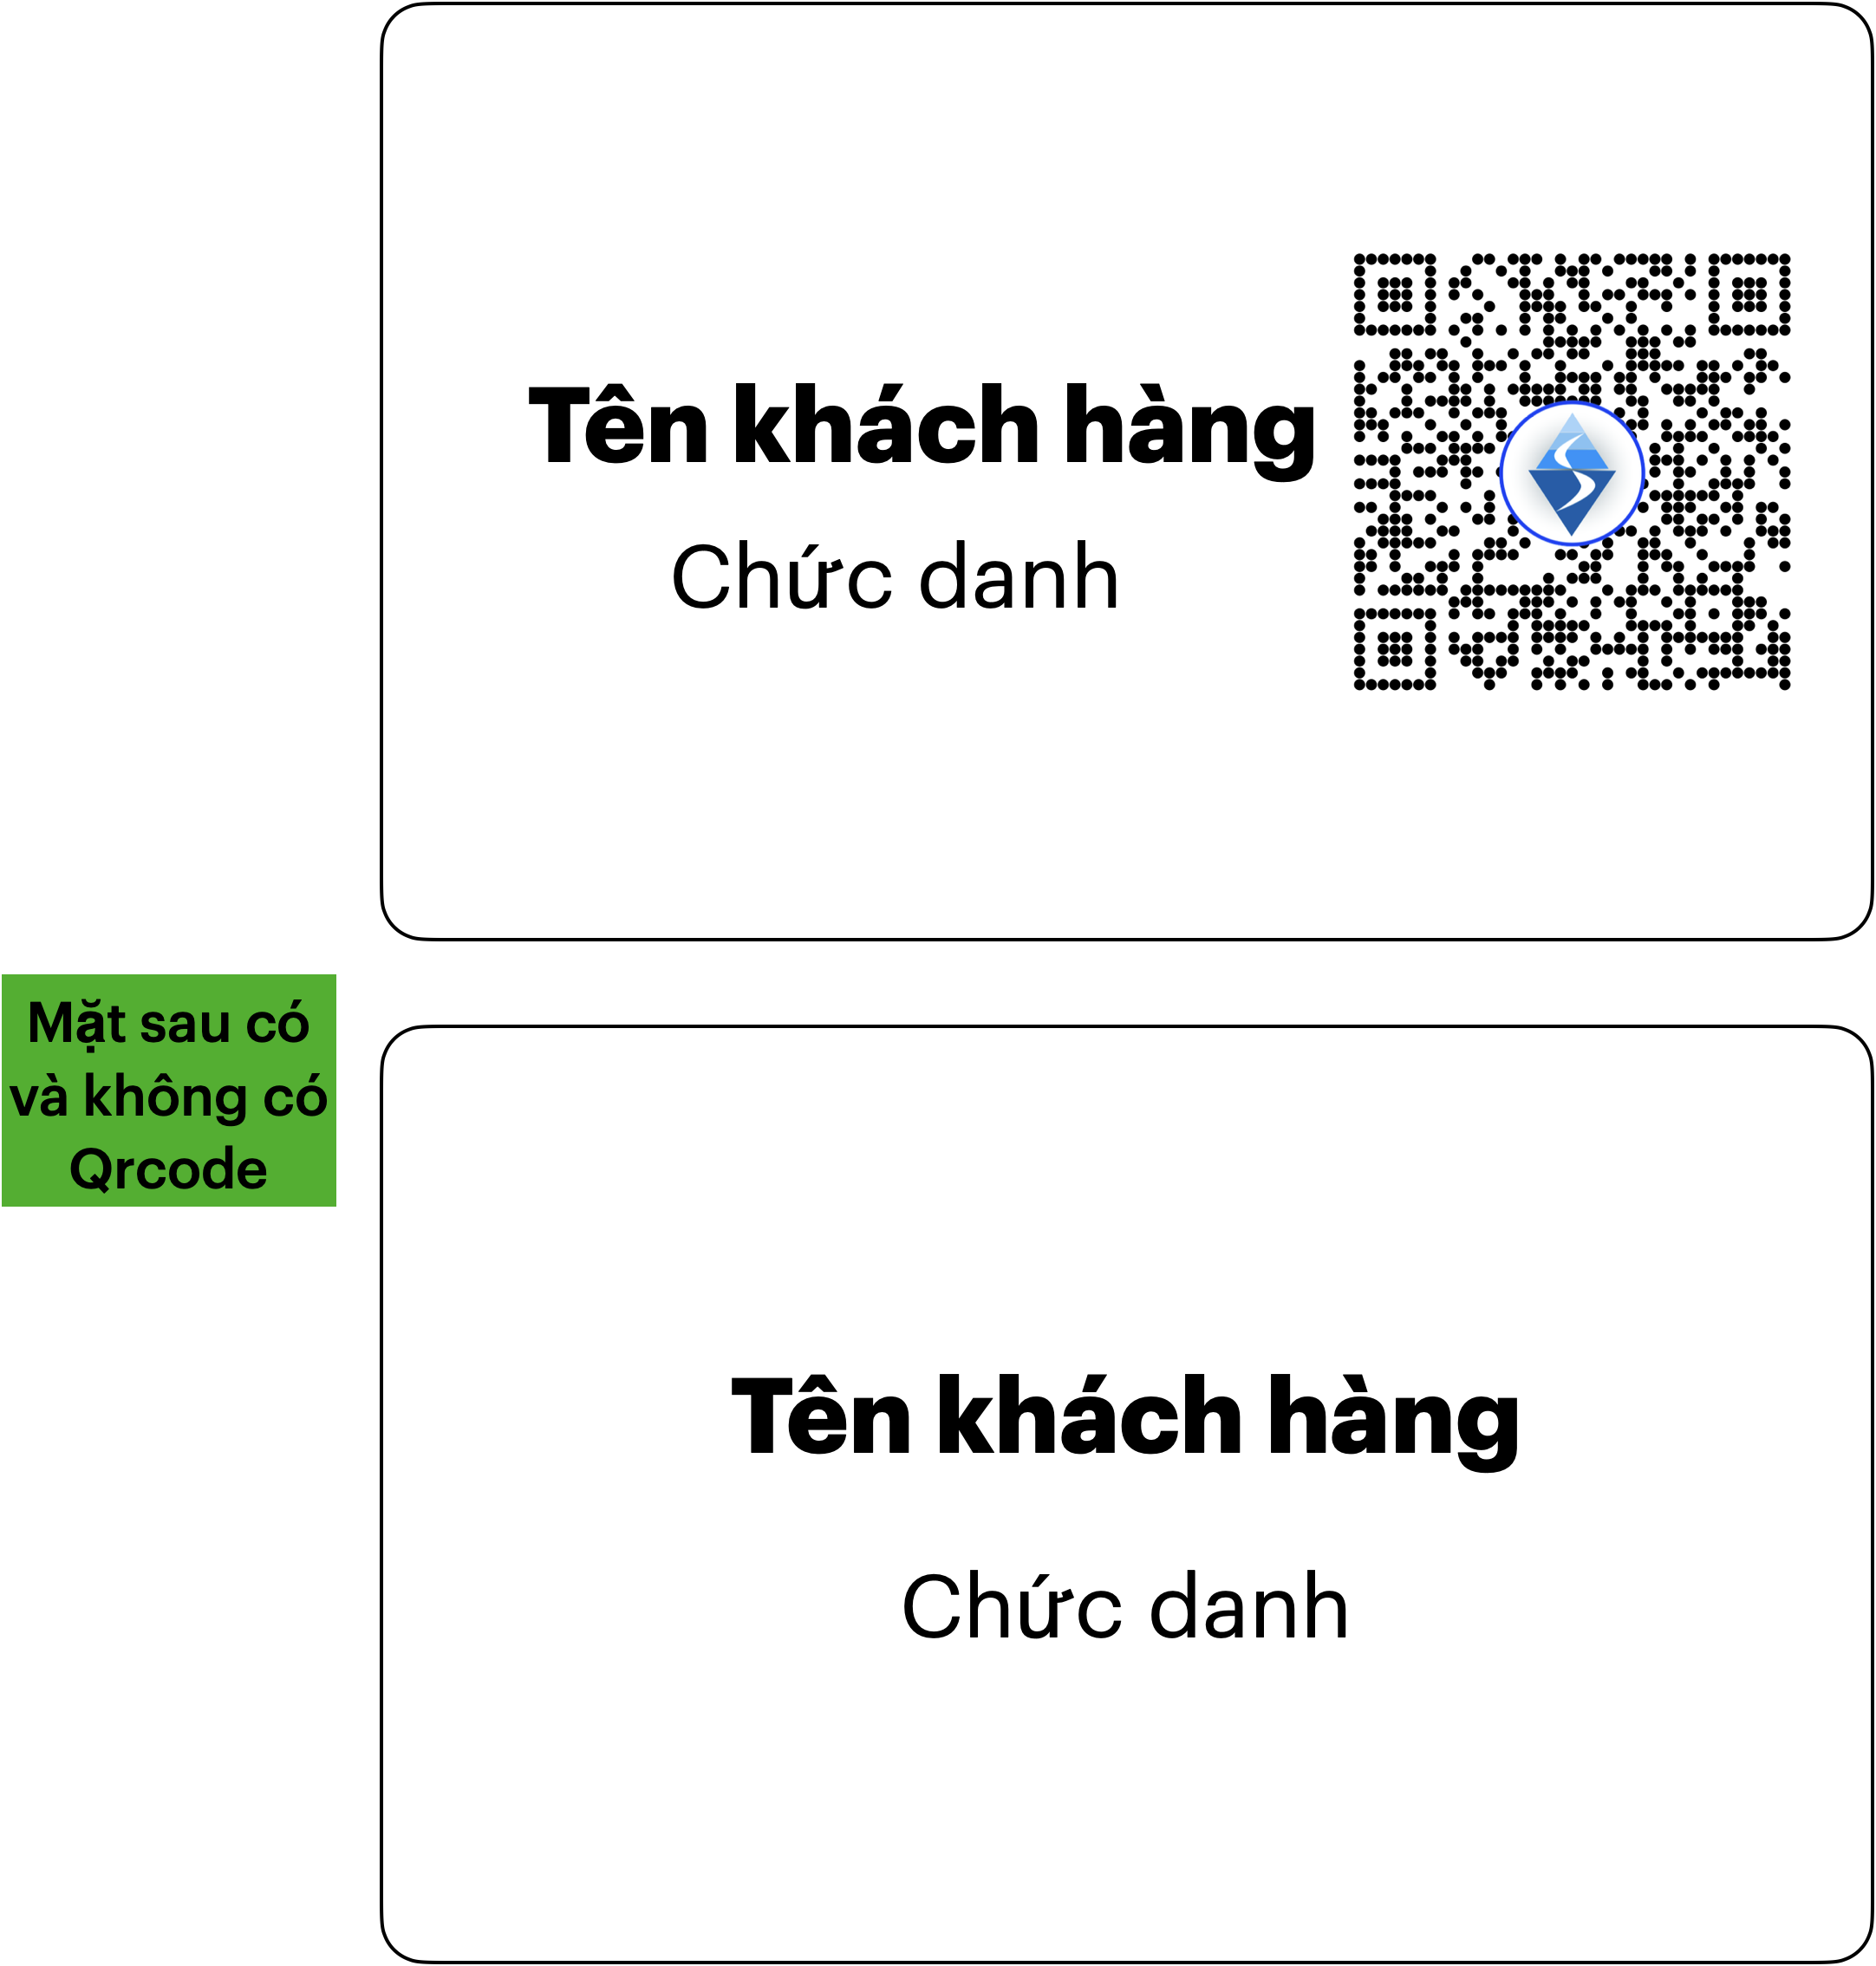 Tên khách hàng
Chức danh
Mặt sau có
và không có
Qrcode
Tên khách hàng
Chức danh